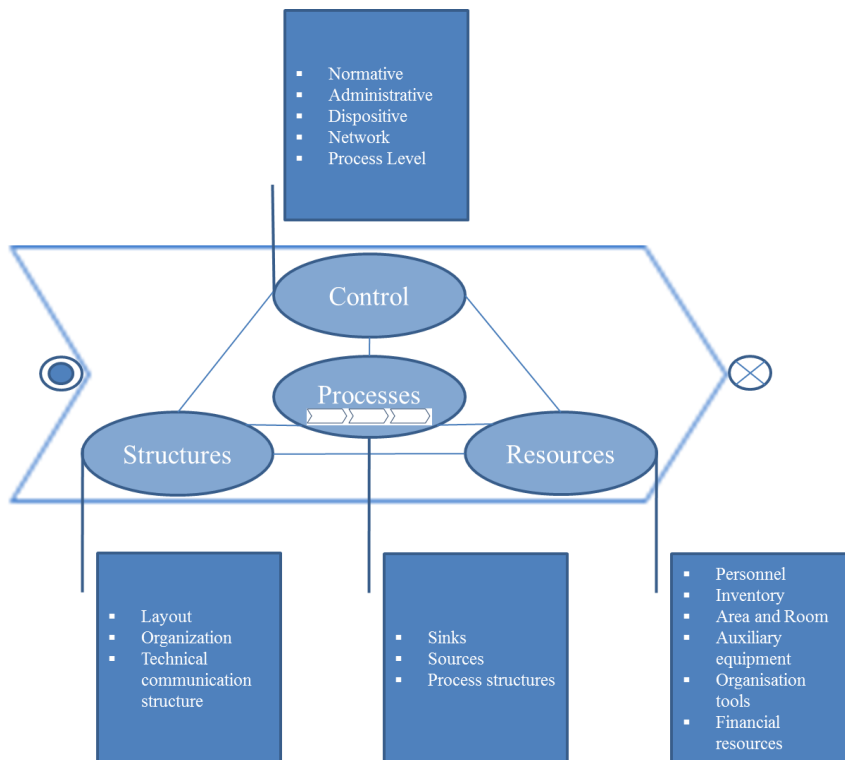 Normative
Administrative
Dispositive
Network
Process Level
Control
Processes
Structures
Resources
Layout
Organization
Technical
communication
structure
Sinks
Sources
Process structures
Personnel
Inventory
Area and Room
Auxiliary
equipment
Organisation
tools
Financial
resources